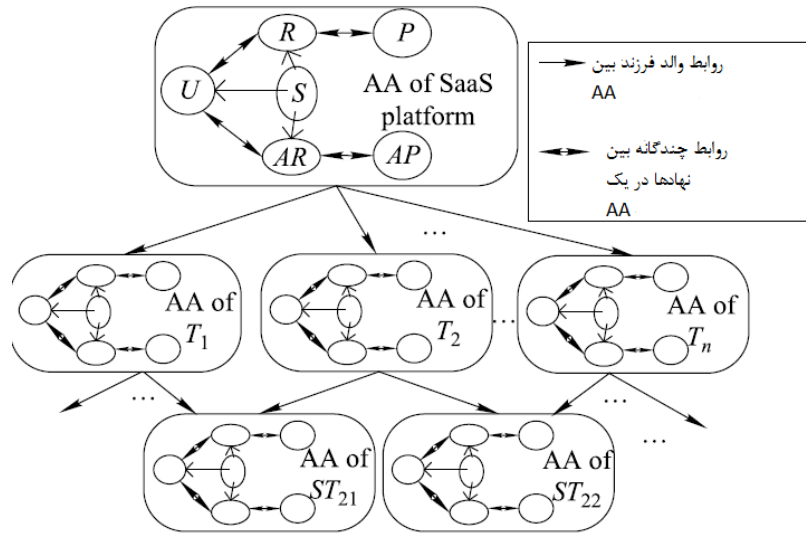 R
P
U
S
AA of SaaS
platform
AR
AP
روابط والد فرزند بین
AA
روابط چندگانه بین
نهادها در یک
AA
...
AA of
T1
AA of
T2
...
AA of
Tn
...
...
...
AA of
ST21
AA of
ST22